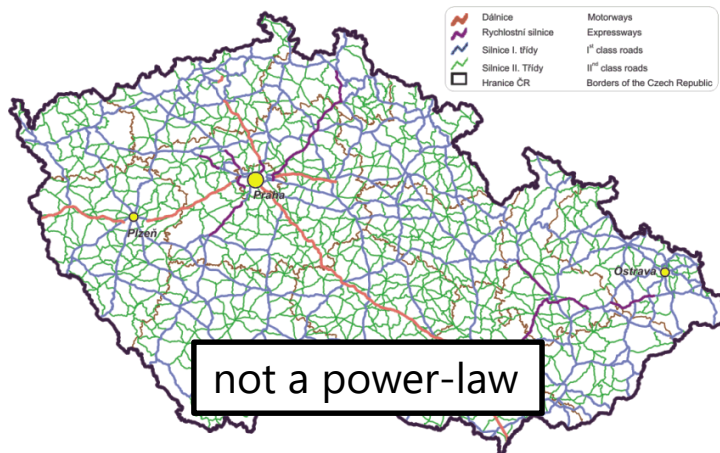 Dálnice Motorways
Rychlostní silnice Expressways
Silnice I. třídy Ist class roads
Silnice II. Třídy IInd class roads
Hranice ČR Borders of the Czech Republic
Praha
Plzeň
Ostrava
not a power-law